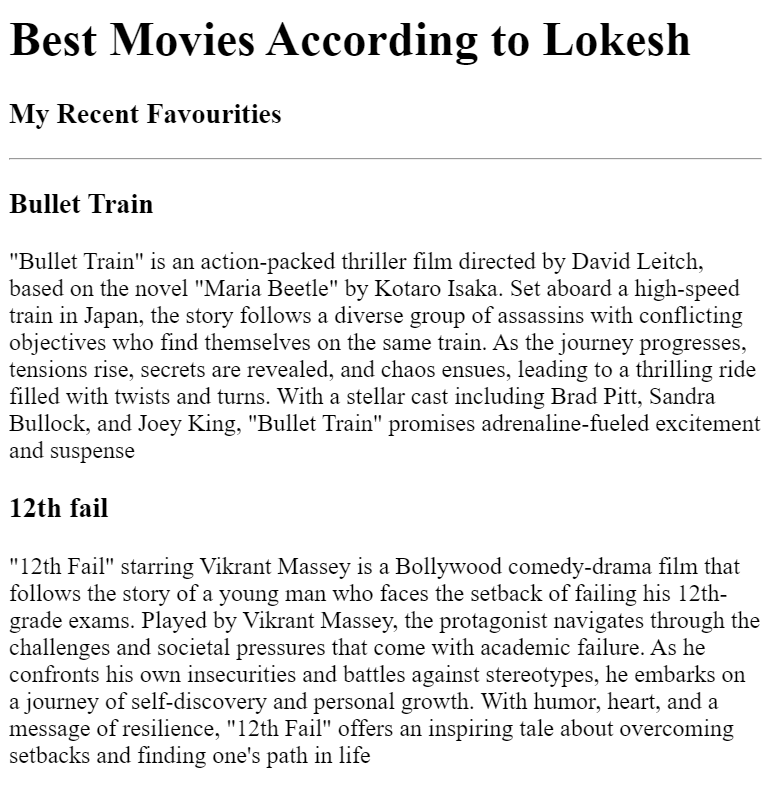 Best Movies According to Lokesh
My Recent Favourities
Bullet Train
"Bullet Train" is an action-packed thriller film directed by David Leitch,
based on the novel "Maria Beetle" by Kotaro Isaka. Set aboard a high-speed
train in Japan, the story follows a diverse group of assassins with conflicting
objectives who find themselves on the same train. As the journey progresses,
tensions rise, secrets are revealed, and chaos ensues, leading to a thrilling ride
filled with twists and turns. With a stellar cast including Brad Pitt, Sandra
Bullock, and Joey King, "Bullet Train" promises adrenaline-fueled excitement
and suspense
12th fail
"12th Fail" starring Vikrant Massey is a Bollywood comedy-drama film that
follows the story of a young man who faces the setback of failing his 12th-
grade exams. Played by Vikrant Massey, the protagonist navigates through the
challenges and societal pressures that come with academic failure. As he
confronts his own insecurities and battles against stereotypes, he embarks on
a journey of self-discovery and personal growth. With humor, heart, and a
message of resilience, "12th Fail" offers an inspiring tale about overcoming
setbacks and finding one's path in life